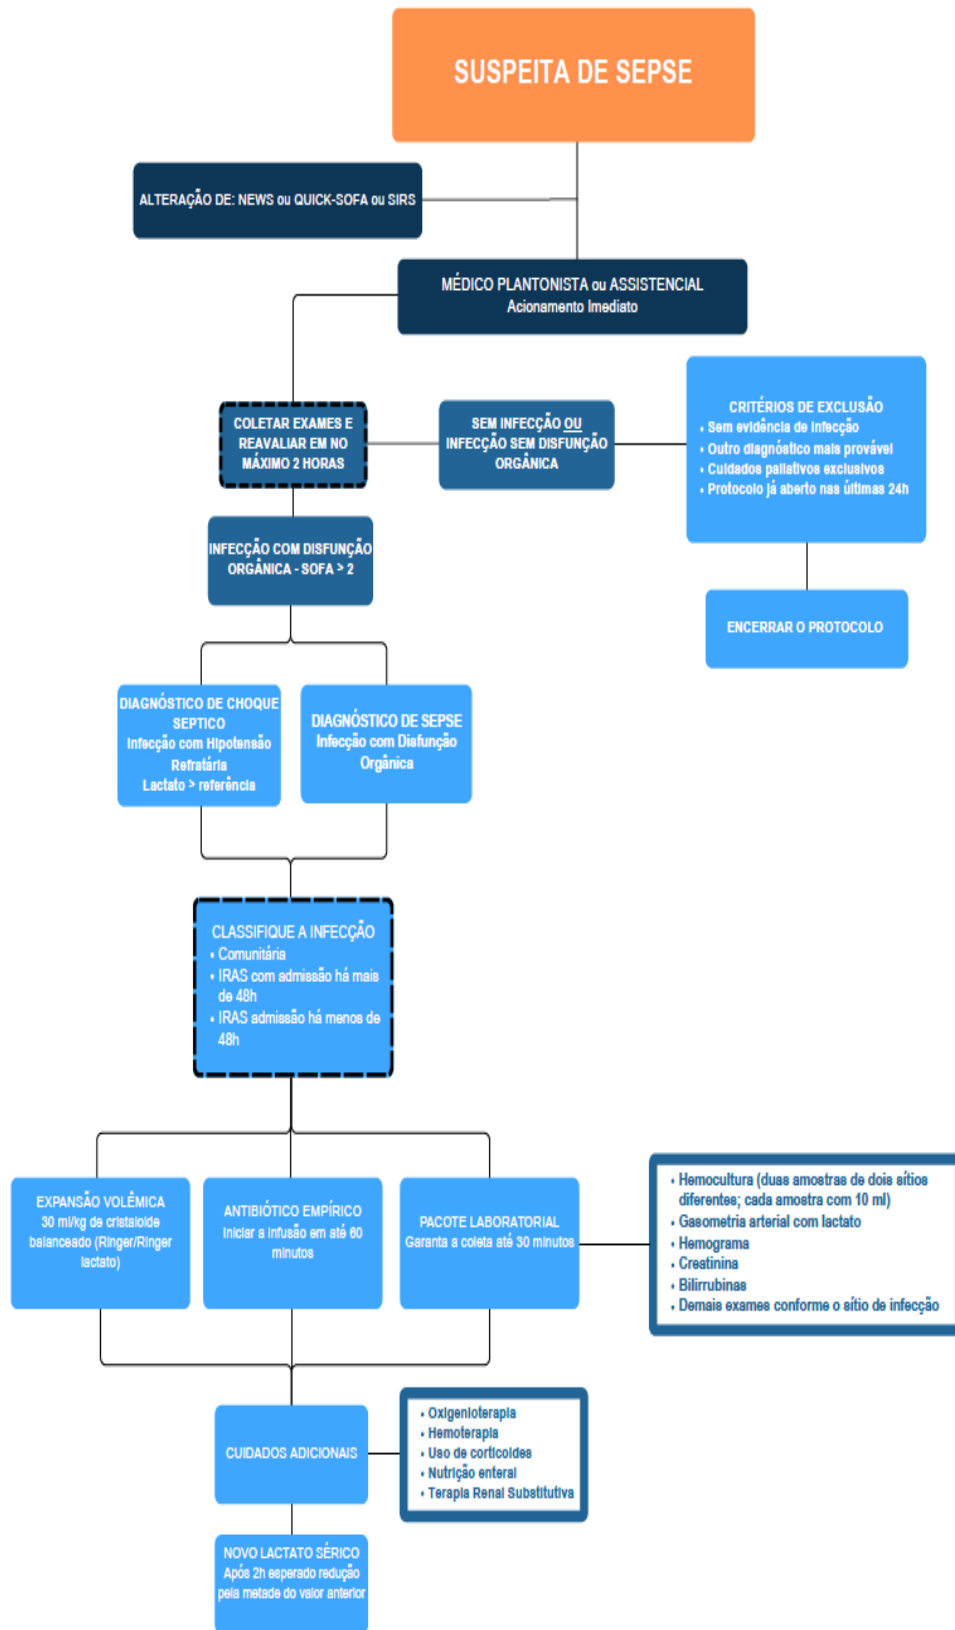 SUSPEITA DE SEPSE
ALTERAÇÃO DE: NEWS ou QUICK-SOFA ou SIRS
MÉDICO PLANTONISTA ou ASSISTENCIAL
Acionamento Imediato
COLETAR EXAMES E
REAVALIAR EM NO
MÁXIMO 2 HORAS
SEM INFECÇÃO OU
INFECÇÃO SEM DISFUNÇÃO
ORGÂNICA
CRITÉRIOS DE EXCLUSÃO
• Sem evidência de infecção
• Outro diagnóstico mais provável
• Cuidados paliativos exclusivos
• Protocolo já aberto nas últimas 24h
INFECÇÃO COM DISFUNÇÃO
ORGÂNICA - SOFA > 2
ENCERRAR O PROTOCOLO
DIAGNÓSTICO DE CHOQUE
SEPTICO
Infecção com Hipotensão
Refratária
Lactato > referência
DIAGNÓSTICO DE SEPSE
Infecção com Disfunção
Orgânica
CLASSIFIQUE A INFECÇÃO
• Comunitária
• IRAS com admissão há mais
de 48h
• IRAS admissão há menos de
48h
EXPANSÃO VOLÊMICA
30 ml/kg de cristaloide
balanceado (Ringer/Ringer
lactato)
ANTIBIÓTICO EMPÍRICO
Iniciar a infusão em até 60
minutos
PACOTE LABORATORIAL
Garanta a coleta até 30 minutos
• Hemocultura (duas amostras de dois sítios
diferentes; cada amostra com 10 ml)
• Gasometria arterial com lactato
• Hemograma
• Creatinina
• Bilirrubinas
• Demais exames conforme o sítio de infecção
CUIDADOS ADICIONAIS
• Oxigenioterapia
• Hemoterapia
• Uso de corticoides
• Nutrição enteral
• Terapia Renal Substitutiva
NOVO LACTATO SÉRICO
Após 2h esperado redução
pela metade do valor anterior